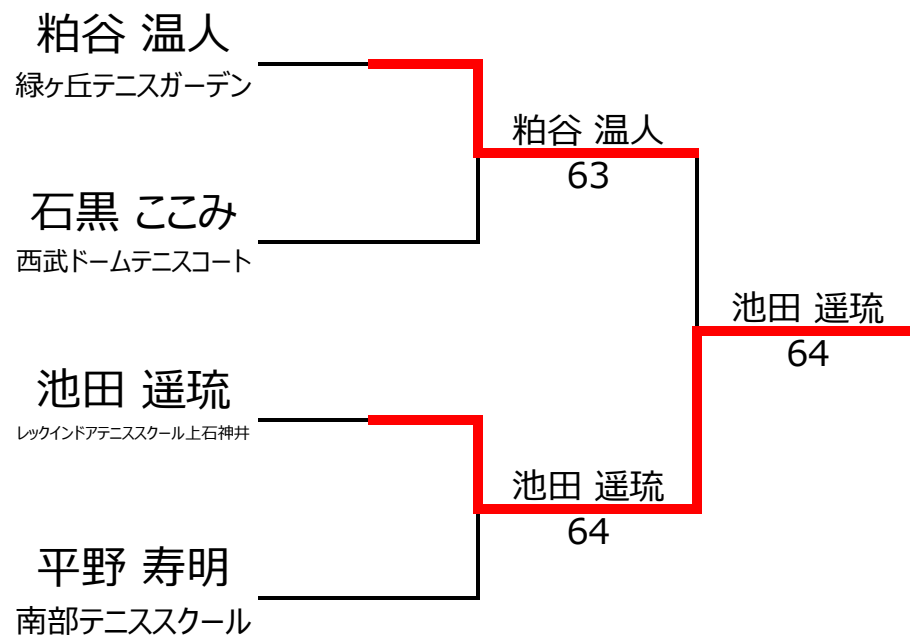 粕谷 温人
緑ヶ丘テニスガーデン
粕谷 温人
63
石黒 ここみ
西武ドームテニスコート
池田 遥琉
64
池田 遥琉
レックインドアテニススクール上石神井
池田 遥琉
64
平野 寿明
南部テニススクール